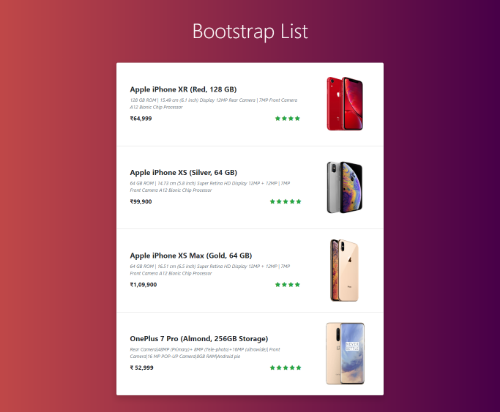 Bootstrap List
Apple iPhone XR (Red, 128 GB)
128 GB ROM | 15.49 cm (6.1 inch) Display 12MP Rear Camera | 7MP Front Camera
A12 Bionic Chip Processor
₹64,999
Apple iPhone XS (Silver, 64 GB)
64 GB ROM | 14.73 cm (5.8 inch) Super Retina HD Display 12MP + 12MP | 7MP
Front Camera A12 Bionic Chip Processor
₹99,900
Apple iPhone XS Max (Gold, 64 GB)
64 GB ROM | 16.51 cm (6.5 inch) Super Retina HD Display 12MP + 12MP | 7MP
Front Camera A12 Bionic Chip Processor
₹1,09,900
OnePlus 7 Pro (Almond, 256GB Storage)
Rear Camera|48MP (Primary)+ 8MP (Tele-photo)+16MP (ultrawide)| Front
Camera|16 MP POP-UP Camera|8GB RAM|Android pie
₹ 52,999